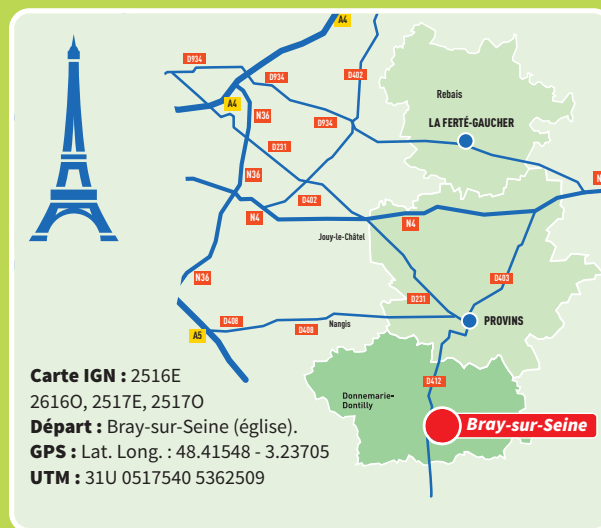 A4
D934
D934
D402
A4
N36
D934
Rebais
LA FERTÉ-GAUCHER
D231
N36
D402
N4
N4
Jouy-le-Châtel
N36
D403
D231
D408
D408
Nangis
PROVINS
A5
D412
Donnemarie-
Dontilly
Bray-sur-Seine
Carte IGN : 2516E
2616O, 2517E, 2517O
Départ : Bray-sur-Seine (église).
GPS : Lat. Long. : 48.41548 - 3.23705
UTM : 31U 0517540 5362509